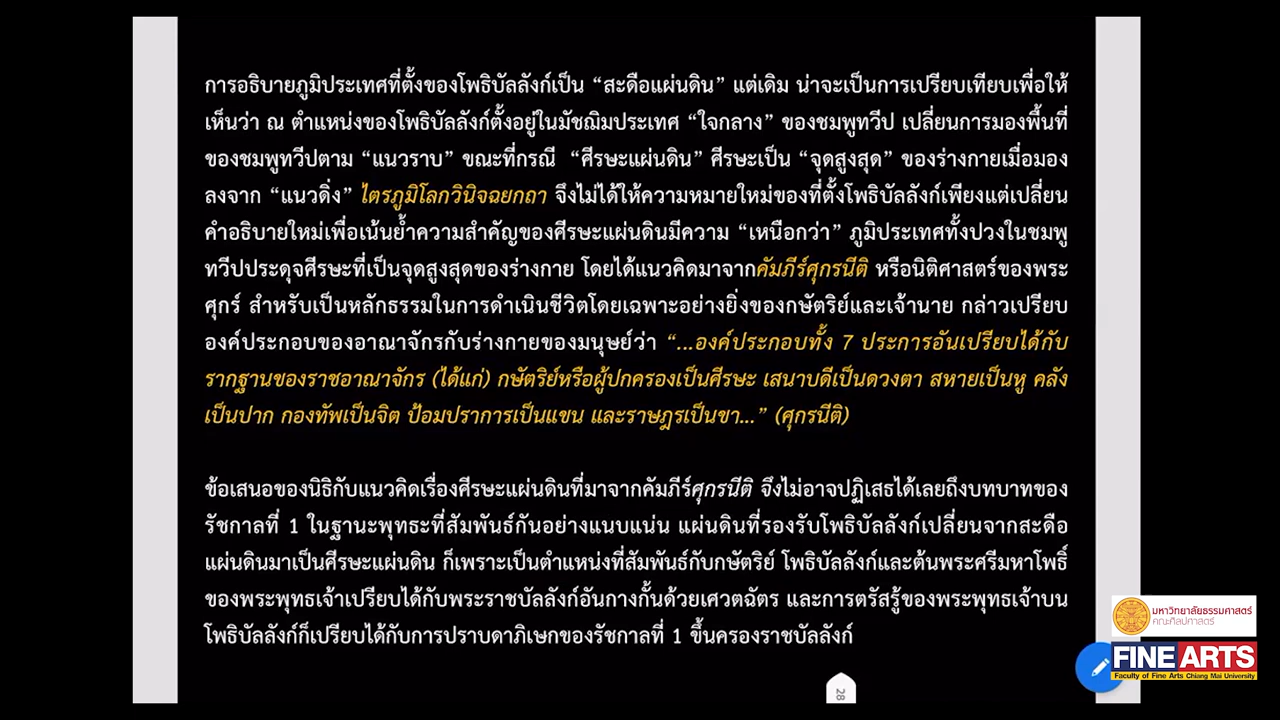 การอธิบายภูมิประเทศที่ตั้งของโพธิบัลลังก์เป็น “สะดือแผ่นดิน” แต่เดิม น่าจะเป็นการเปรียบเทียบเพื่อให้
เห็นว่า ณ ตำแหน่งของโพธิบัลลังก์ตั้งอยู่ในมัชฌิมประเทศ “ใจกลาง” ของชมพูทวีป เปลี่ยนการมองพื้นที่
ของชมพูทวีปตาม “แนวราบ” ขณะที่กรณี “ศีรษะแผ่นดิน” ศีรษะเป็น “จุดสูงสุด” ของร่างกายเมื่อมอง
ลงจาก “แนวดิ่ง” ไตรภูมิโลกวินิจฉยกถา จึงไม่ได้ให้ความหมายใหม่ของที่ตั้งโพธิบัลลังก์เพียงแต่เปลี่ยน
คำอธิบายใหม่เพื่อเน้นย้ำความสำคัญของศีรษะแผ่นดินมีความ “เหนือกว่า” ภูมิประเทศทั้งปวงในชมพู
ทวีปประดุจศีรษะที่เป็นจุดสูงสุดของร่างกาย โดยได้แนวคิดมาจากคัมภีร์ศุกรนีติ หรือนิติศาสตร์ของพระ
ศุกร์ สำหรับเป็นหลักธรรมในการดำเนินชีวิตโดยเฉพาะอย่างยิ่งของกษัตริย์และเจ้านาย กล่าวเปรียบ
องค์ประกอบของอาณาจักรกับร่างกายของมนุษย์ว่า “...องค์ประกอบทั้ง 7 ประการอันเปรียบได้กับ
รากฐานของราชอาณาจักร (ได้แก่) กษัตริย์หรือผู้ปกครองเป็นศีรษะ เสนาบดีเป็นดวงตา สหายเป็นหู คลัง
เป็นปาก กองทัพเป็นจิต ป้อมปราการเป็นแขน และราษฎรเป็นขา...” (ศุกรนีติ)
ข้อเสนอของนิธิกับแนวคิดเรื่องศีรษะแผ่นดินที่มาจากคัมภีร์ศุกรนีติ จึงไม่อาจปฏิเสธได้เลยถึงบทบาทของ
รัชกาลที่ 1 ในฐานะพุทธะที่สัมพันธ์กันอย่างแนบแน่น แผ่นดินที่รองรับโพธิบัลลังก์เปลี่ยนจากสะดือ
แผ่นดินมาเป็นศีรษะแผ่นดิน ก็เพราะเป็นตำแหน่งที่สัมพันธ์กับกษัตริย์ โพธิบัลลังก์และต้นพระศรีมหาโพธิ์
ของพระพุทธเจ้าเปรียบได้กับพระราชบัลลังก์อันกางกั้นด้วยเศวตฉัตร และการตรัสรู้ของพระพุทธเจ้าบน
โพธิบัลลังก์ก็เปรียบได้กับการปราบดาภิเษกของรัชกาลที่ 1 ขึ้นครองราชบัลลังก์
28
มหาวิทยาลัยธรรมศาสตร์
คณะศิลปศาสตร์
FINE ARTS
Faculty of Fine Arts Chiang Mai University